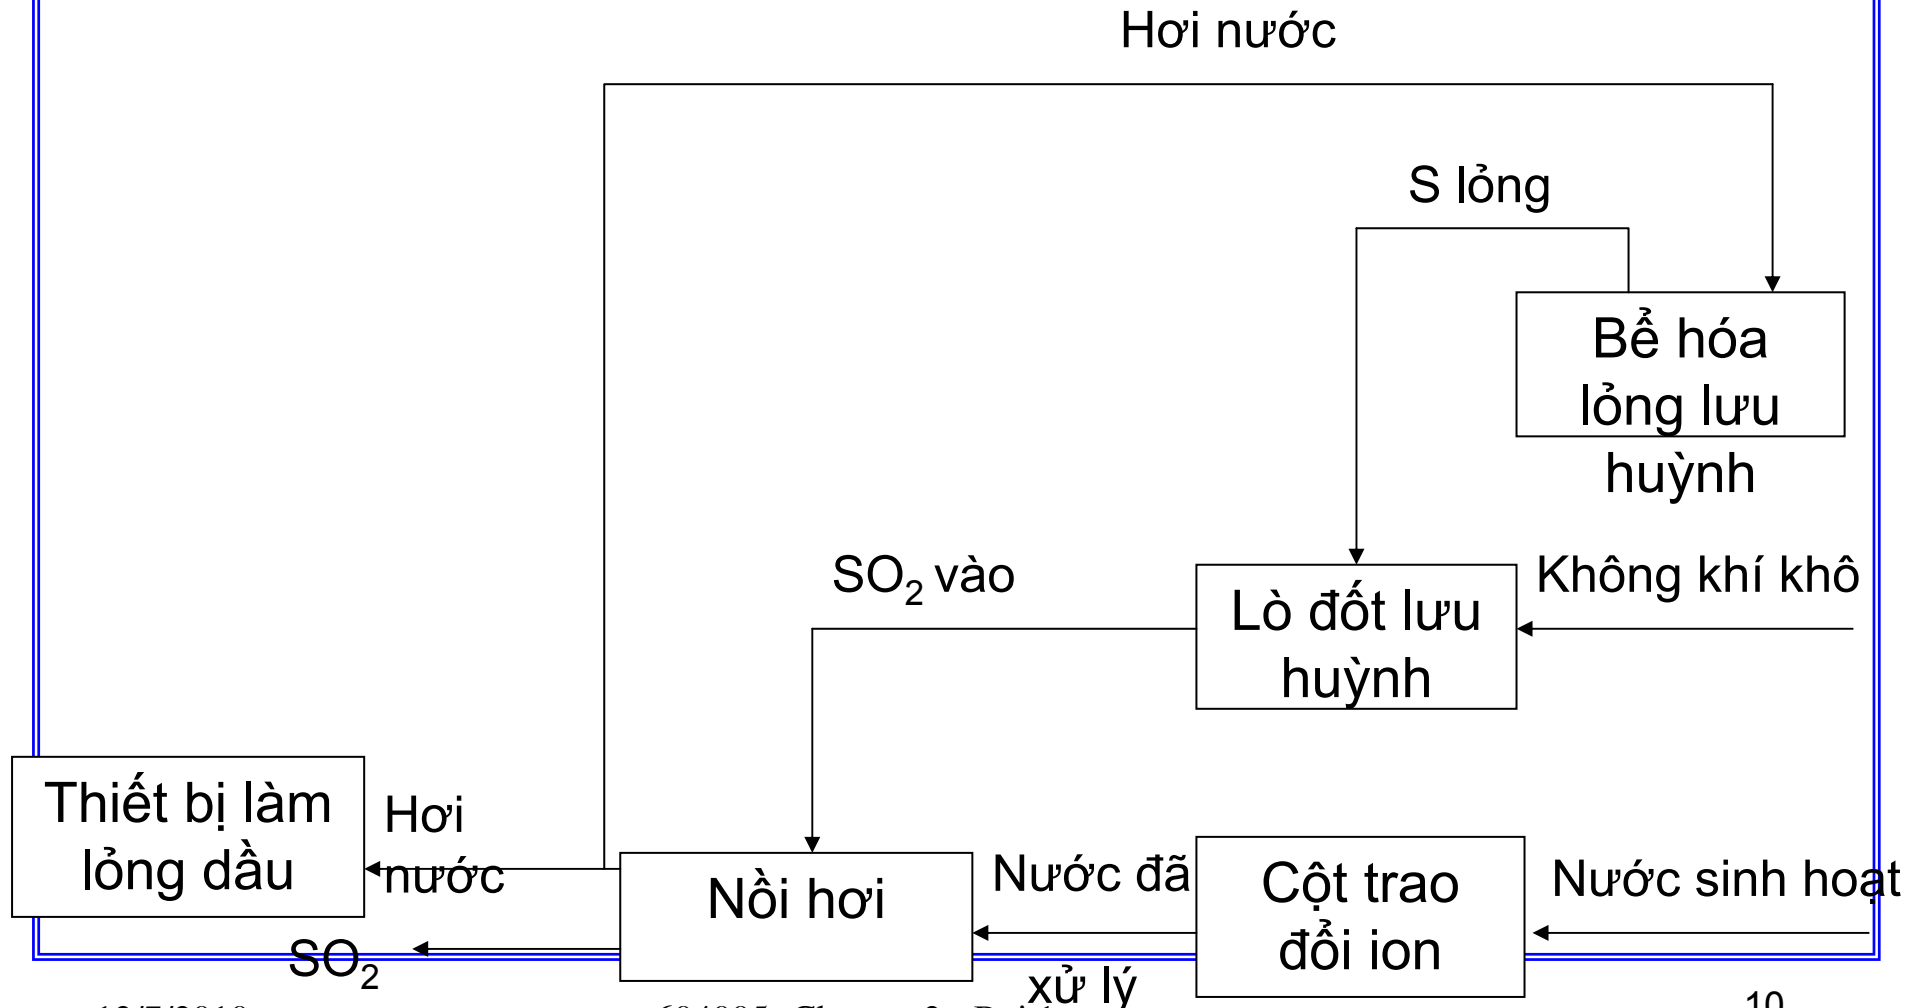 Hơi nước
S lỏng
Bể hóa
lỏng lưu
huỳnh
SO₂ vào
Không khí khô
Lò đốt lưu
huỳnh
Thiết bị làm
lỏng dầu
Hơi
nước
Nồi hơi
Nước đã
xử lý
Cột trao
đổi ion
Nước sinh hoạt
SO₂
10